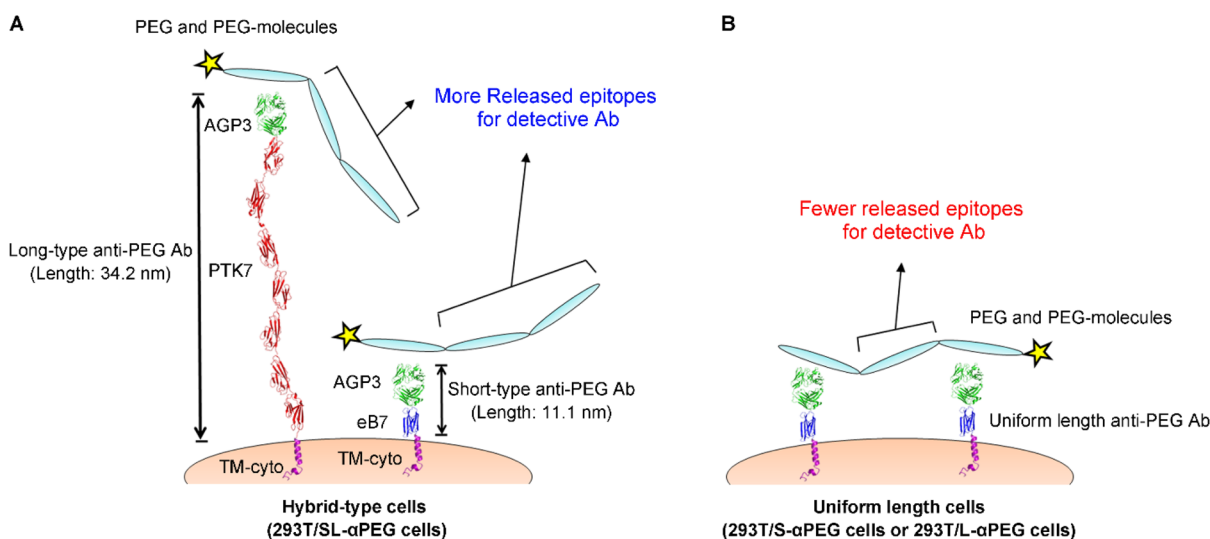 A
PEG and PEG-molecules
AGP3
More Released epitopes
for detective Ab
Long-type anti-PEG Ab
(Length: 34.2 nm)
PTK7
AGP3
Short-type anti-PEG Ab
(Length: 11.1 nm)
eB7
TM-cyto
TM-cyto
Hybrid-type cells
(293T/SL-αPEG cells)
B
Fewer released epitopes
for detective Ab
PEG and PEG-molecules
Uniform length anti-PEG Ab
Uniform length cells
(293T/S-αPEG cells or 293T/L-αPEG cells)